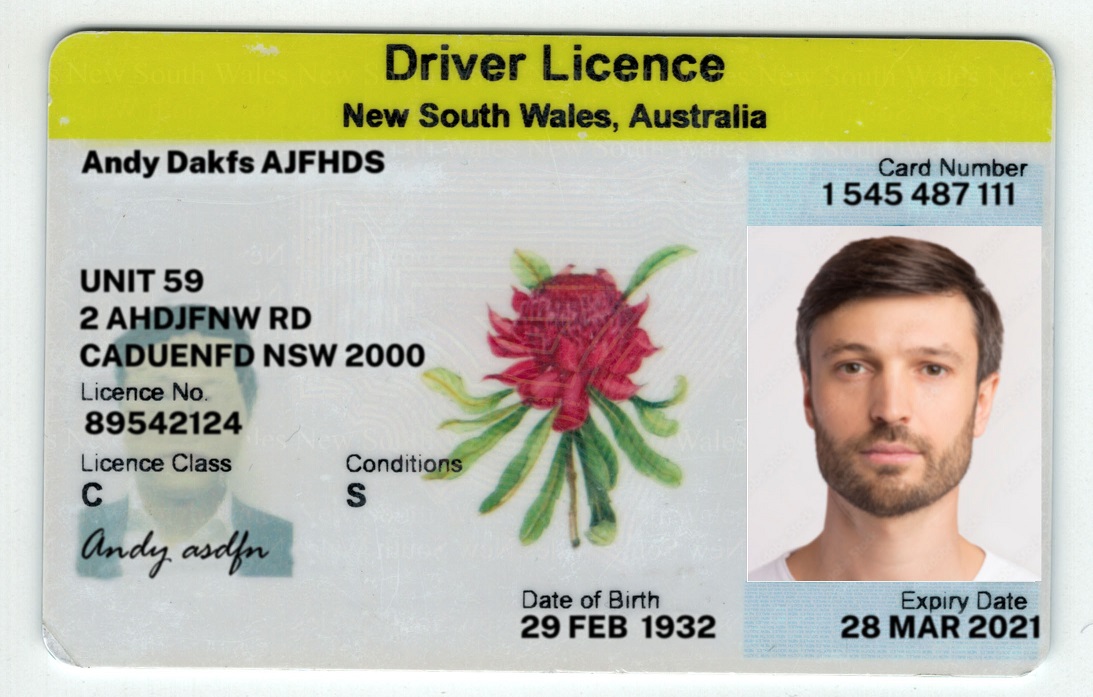 Driver Licence
New South Wales, Australia
Andy Dakfs AJFHDS
Card Number
1 545 487 111
UNIT 59
2 AHDJFNW RD
CADUENFD NSW 2000
Licence No.
89542124
Licence Class
Conditions
C
S
Andy asdfn
Date of Birth
29 FEB 1932
Expiry Date
28 MAR 2021